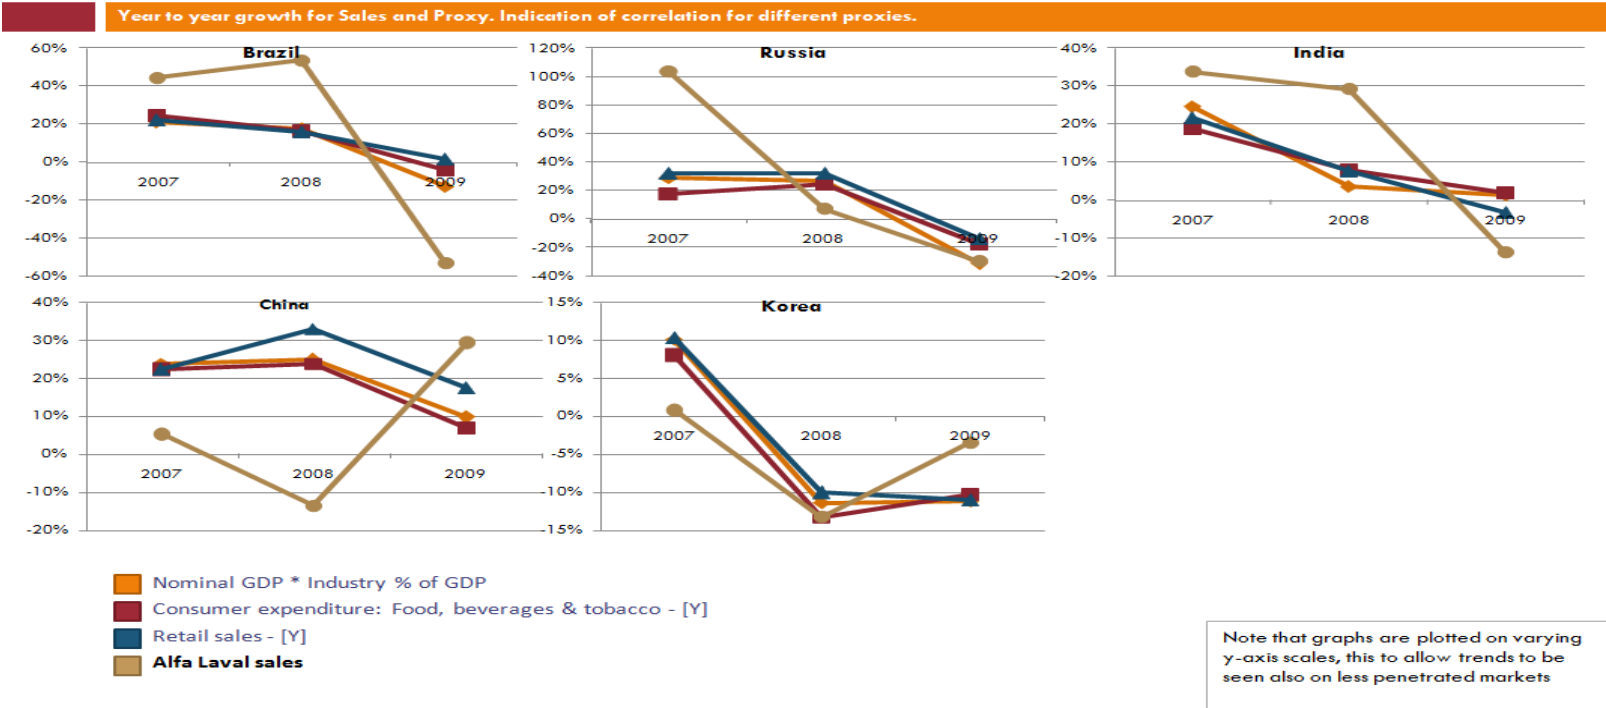 Year to year growth for Sales and Proxy. Indication of correlation for different proxies.
Brazil
60%
40%
20%
0%
-20%
-40%
-60%
2007 2008 2009
Russia
120%
100%
80%
60%
40%
20%
0%
-20%
-40%
2007 2008 2009
India
40%
30%
20%
10%
0%
-10%
-20%
2007 2008 2009
China
40%
30%
20%
10%
0%
-10%
-20%
2007 2008 2009
Korea
15%
10%
5%
0%
-5%
-10%
-15%
2007 2008 2009
Nominal GDP * Industry % of GDP
Consumer expenditure: Food, beverages & tobacco - [Y]
Retail sales - [Y]
Alfa Laval sales
Note that graphs are plotted on varying
y-axis scales, this to allow trends to be
seen also on less penetrated markets